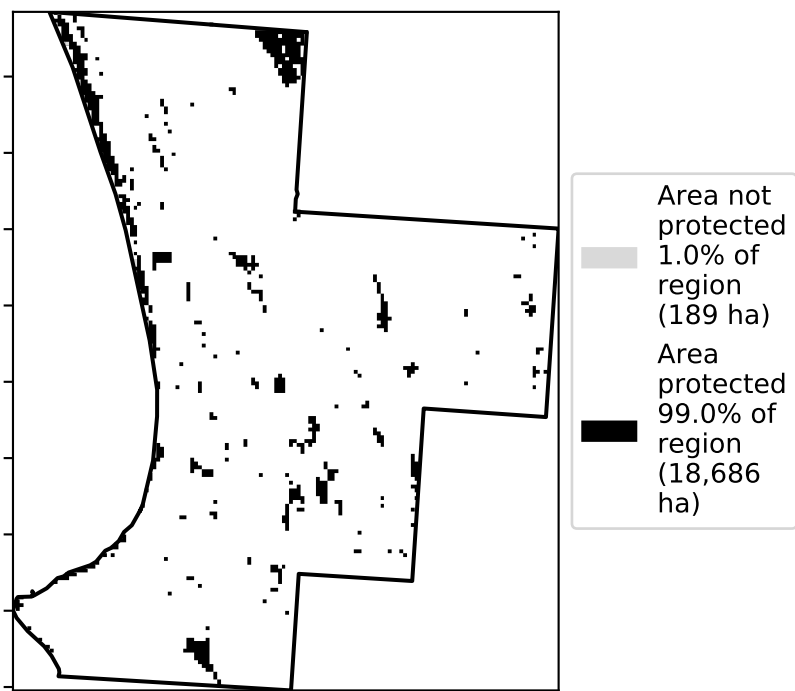 Area not
protected
1.0% of
region
(189 ha)
Area
protected
99.0% of
region
(18,686
ha)